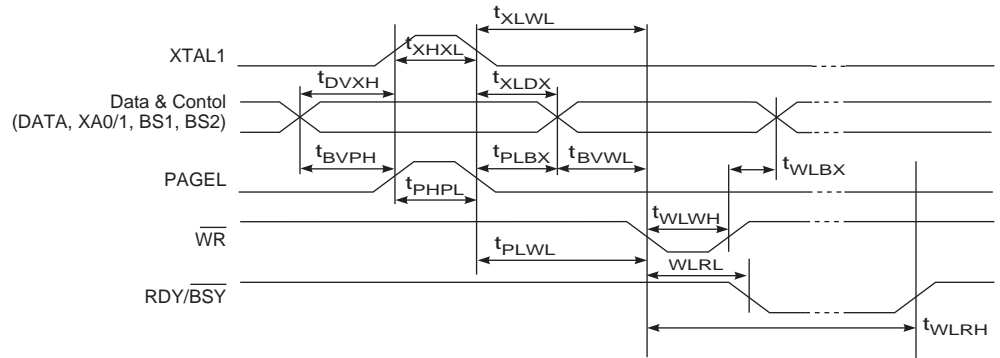 tXLWL
XTAL1
tXHXL
tDVXH
tXLDX
Data & Contol
(DATA, XA0/1, BS1, BS2)
tBVPH
tPLBX
tBVWL
tWLBX
PAGEL
tPHPL
tWLWH
WR
tPLWL
WLRL
RDY/BSY
tWLRH